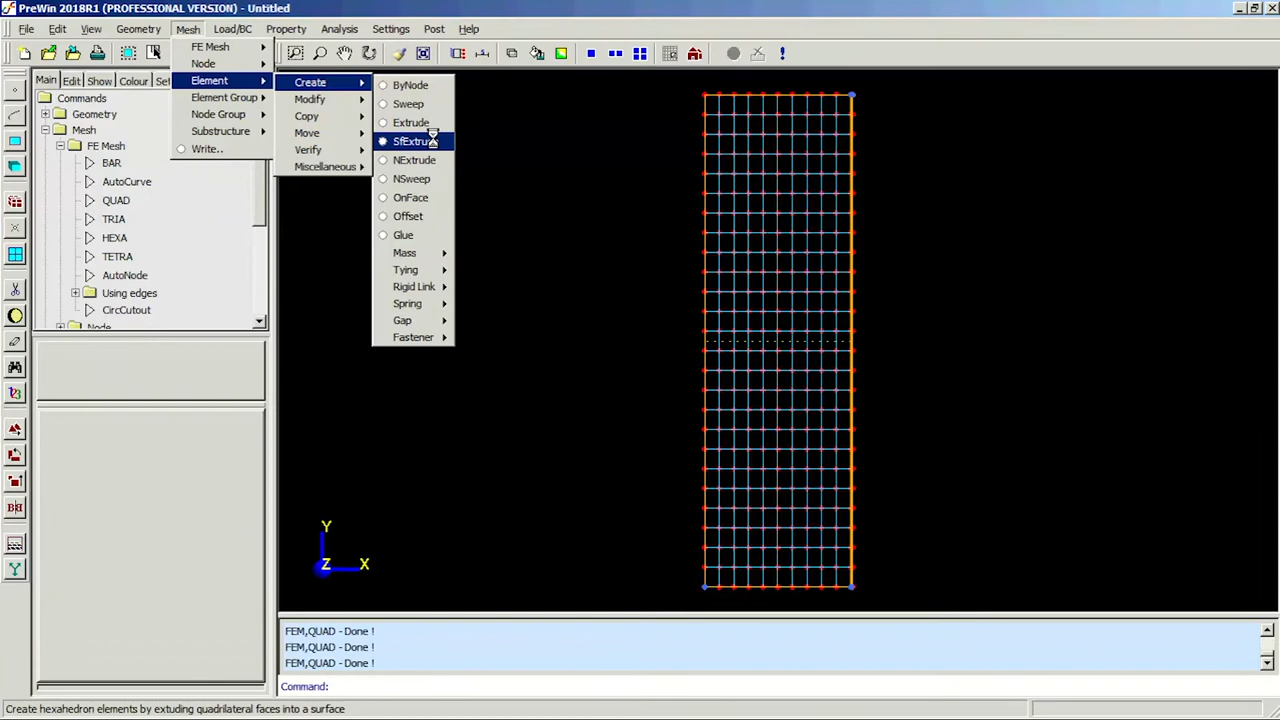 PreWin 2018R1 (PROFESSIONAL VERSION) - Untitled
File Edit View Geometry Mesh Load/BC Property Analysis Settings Post Help
FE Mesh
Node
Element
Element Group
Node Group
Substructure
Write..
Create
Modify
Copy
Move
Verify
Miscellaneous
ByNode
Sweep
Extrude
SfExtrud
NExtrude
NSweep
OnFace
Offset
Glue
Mass
Tying
Rigid Link
Spring
Gap
Fastener
Main Edit Show Colour Set
Commands
Geometry
Mesh
FE Mesh
BAR
AutoCurve
QUAD
TRIA
HEXA
TETRA
AutoNode
Using edges
CircCutout
Node
Y
Z X
FEM,QUAD - Done !
FEM,QUAD - Done !
FEM,QUAD - Done !
Command:
Create hexahedron elements by extuding quadrilateral faces into a surface